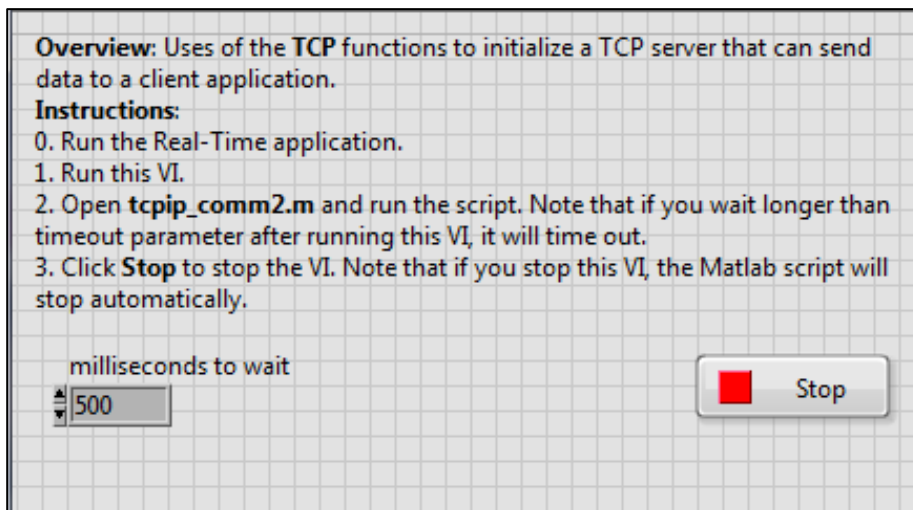 Overview: Uses of the TCP functions to initialize a TCP server that can send
data to a client application.
Instructions:
0. Run the Real-Time application.
1. Run this VI.
2. Open tcpip_comm2.m and run the script. Note that if you wait longer than
timeout parameter after running this VI, it will time out.
3. Click Stop to stop the VI. Note that if you stop this VI, the Matlab script will
stop automatically.
milliseconds to wait
500
Stop